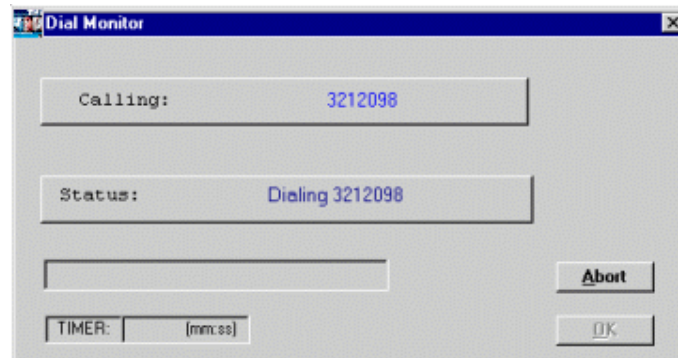 Dial Monitor
Calling: 3212098
Status: Dialing 3212098
Abort
TIMER: (mm:ss)
OK